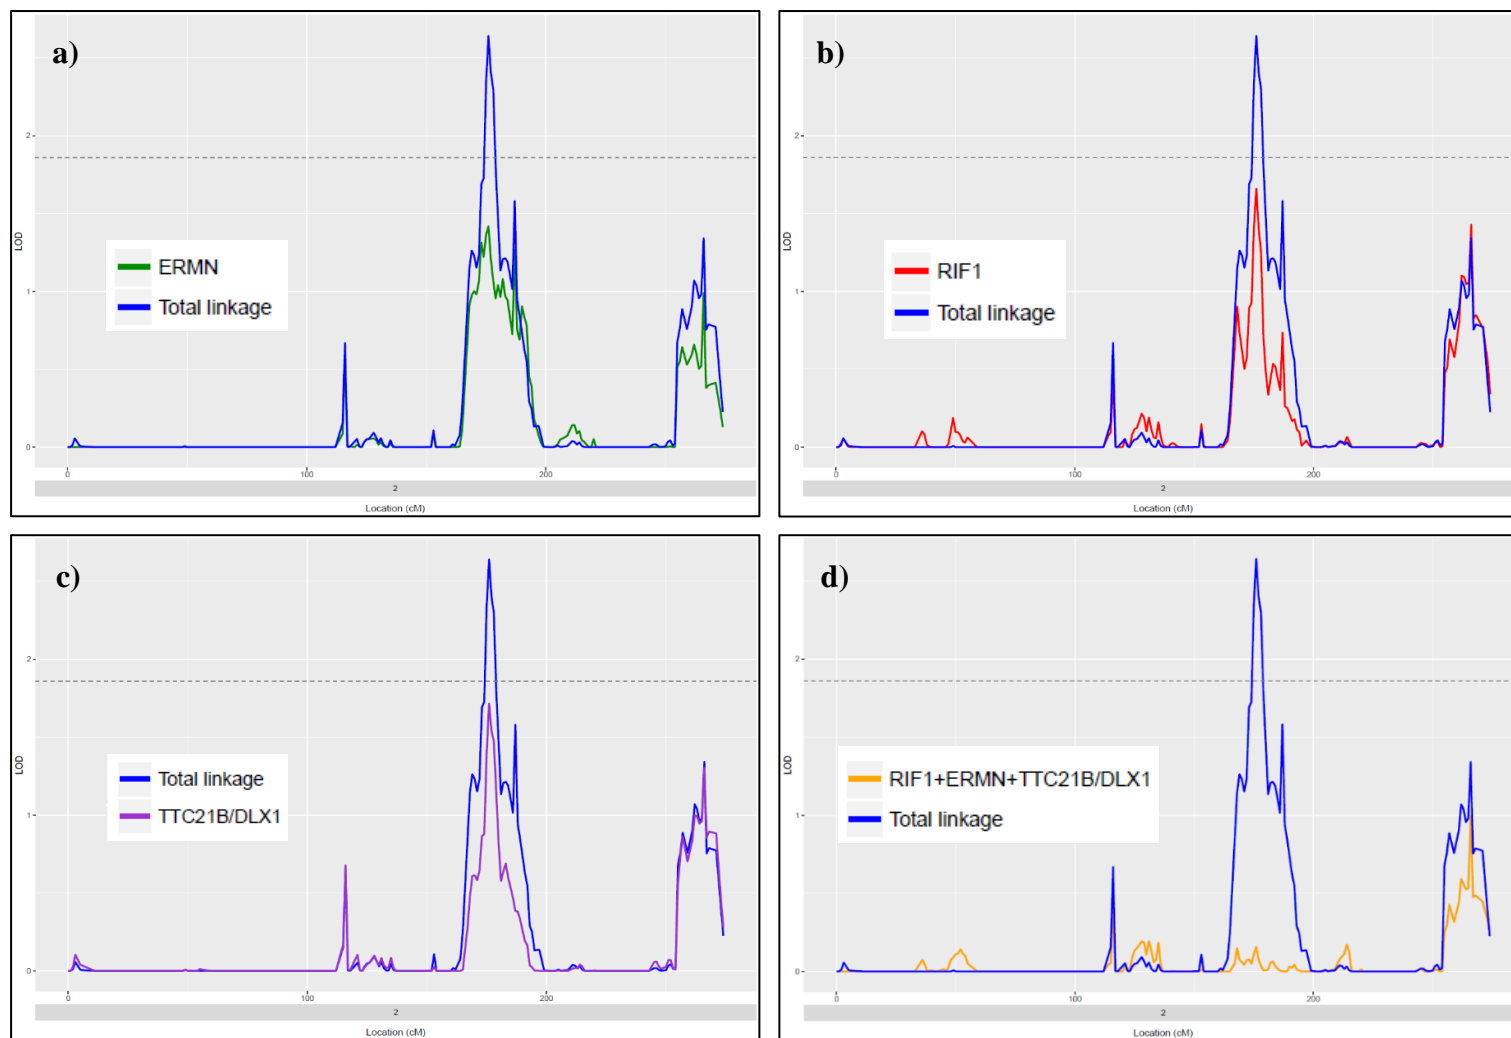 a)
2
LOD
1
0
ERMN
Total linkage
0
100
200
2
Location (cM)
b)
2
LOD
1
0
RIF1
Total linkage
0
100
200
2
Location (cM)
c)
2
LOD
1
0
Total linkage
TTC21B/DLX1
0
100
200
2
Location (cM)
d)
2
LOD
1
0
RIF1+ERMN+TTC21B/DLX1
Total linkage
0
100
200
2
Location (cM)